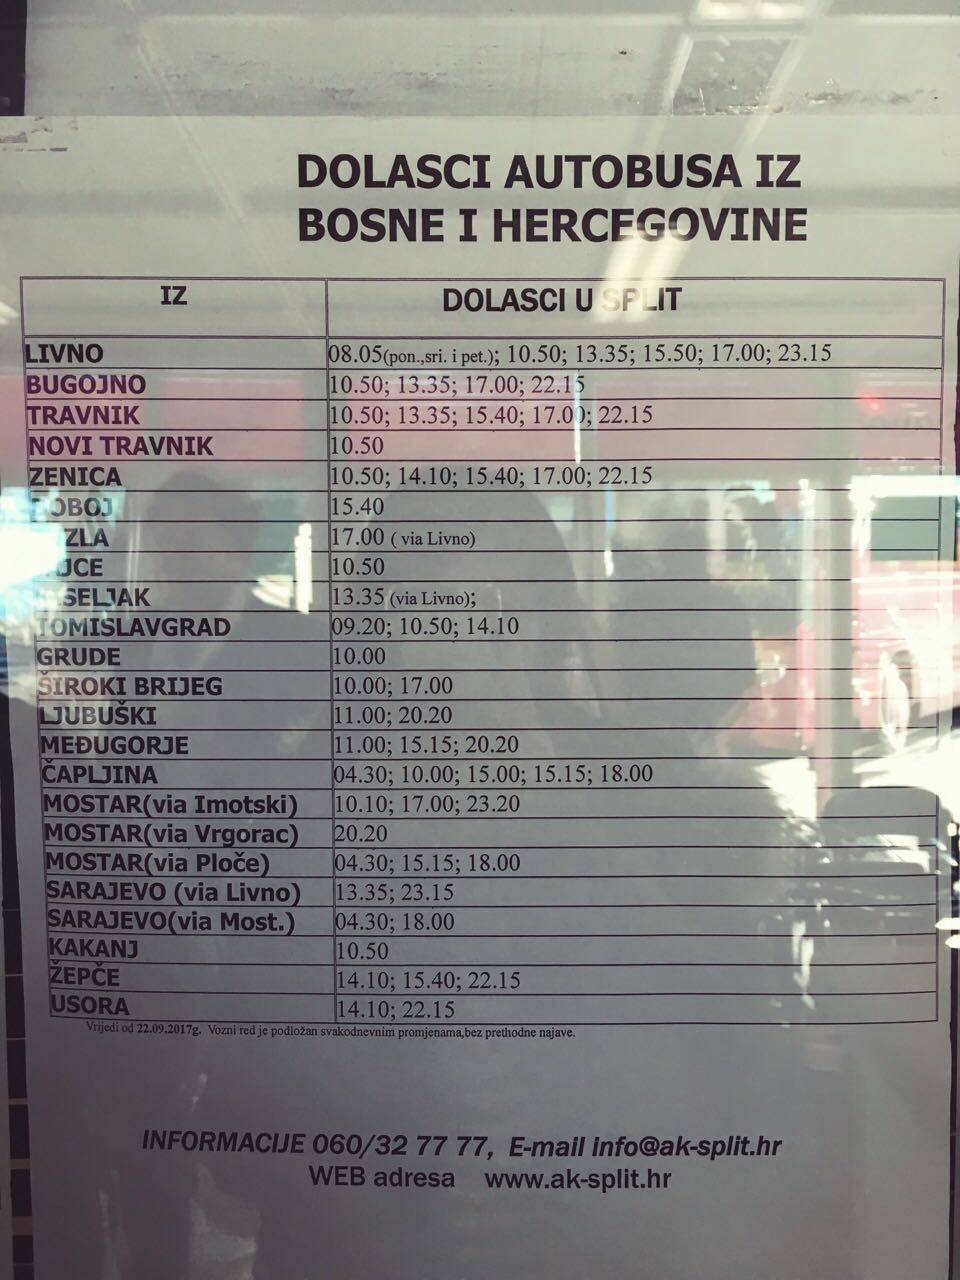 DOLASCI AUTOBUSA IZ
BOSNE I HERCEGOVINE
IZ DOLASCI U SPLIT
LIVNO 08.05(pon.,sri. i pet.); 10.50; 13.35; 15.50; 17.00; 23.15
BUGOJNO 10.50; 13.35; 17.00; 22.15
TRAVNIK 10.50; 13.35; 15.40; 17.00; 22.15
NOVI TRAVNIK 10.50
ZENICA 10.50; 14.10; 15.40; 17.00; 22.15
DOBOJ 15.40
17.00 ( via Livno)
10.50
13.35 (via Livno);
TOMISLAVGRAD 09.20; 10.50; 14.10
GRUDE 10.00
ŠIROKI BRIJEG 10.00; 17.00
LJUBUŠKI 11.00; 20.20
MEĐUGORJE 11.00; 15.15; 20.20
ČAPLJINA 04.30; 10.00; 15.00; 15.15; 18.00
MOSTAR(via Imotski) 10.10; 17.00; 23.20
MOSTAR(via Vrgorac) 20.20
MOSTAR(via Ploče) 04.30; 15.15; 18.00
SARAJEVO (via Livno) 13.35; 23.15
SARAJEVO(via Most.) 04.30; 18.00
KAKANJ 10.50
ŽEPČE 14.10; 15.40; 22.15
USORA 14.10; 22.15
Vrijedi od 22.09.2017g. Vozni red je podložan svakodnevnim promjenama,bez prethodne najave.
INFORMACIJE 060/32 77 77, E-mail info@ak-split.hr
WEB adresa www.ak-split.hr